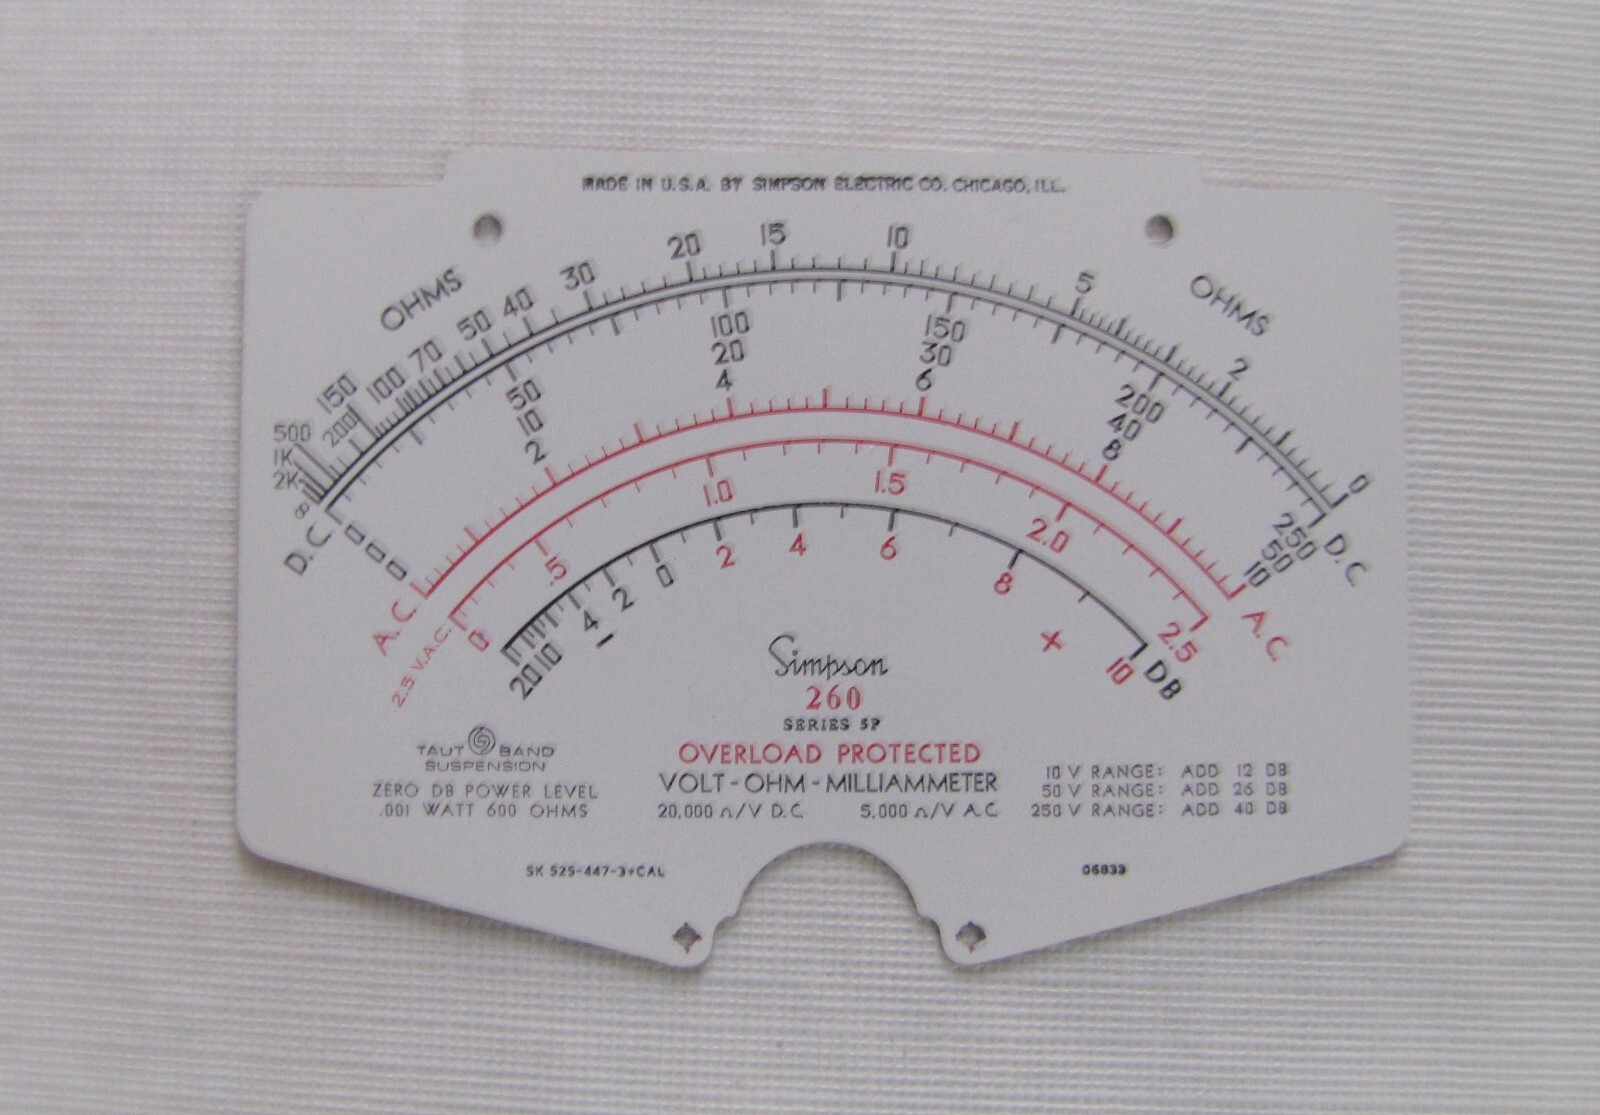 MADE IN U.S.A. BY SIMPSON ELECTRIC CO. CHICAGO, ILL.
OHMS
OHMS
∞ 2K 1K 500 200 150 100 70 50 40 30 20 15 10 5 2 0
D.C. 0 50 100 150 200 250 D.C.
0 10 20 30 40 50
0 2 4 6 8 10
A.C. A.C.
2.5 V.A.C. 0 .5 1.0 1.5 2.0 2.5
20 10 4 2 0 2 4 6 8 10 DB
− +
Simpson
260
SERIES 5P
OVERLOAD PROTECTED
VOLT-OHM-MILLIAMMETER
20,000 Ω/V D.C. 5,000 Ω/V A.C.
TAUT BAND
SUSPENSION
ZERO DB POWER LEVEL
.001 WATT 600 OHMS
10 V RANGE: ADD 12 DB
50 V RANGE: ADD 26 DB
250 V RANGE: ADD 40 DB
06833